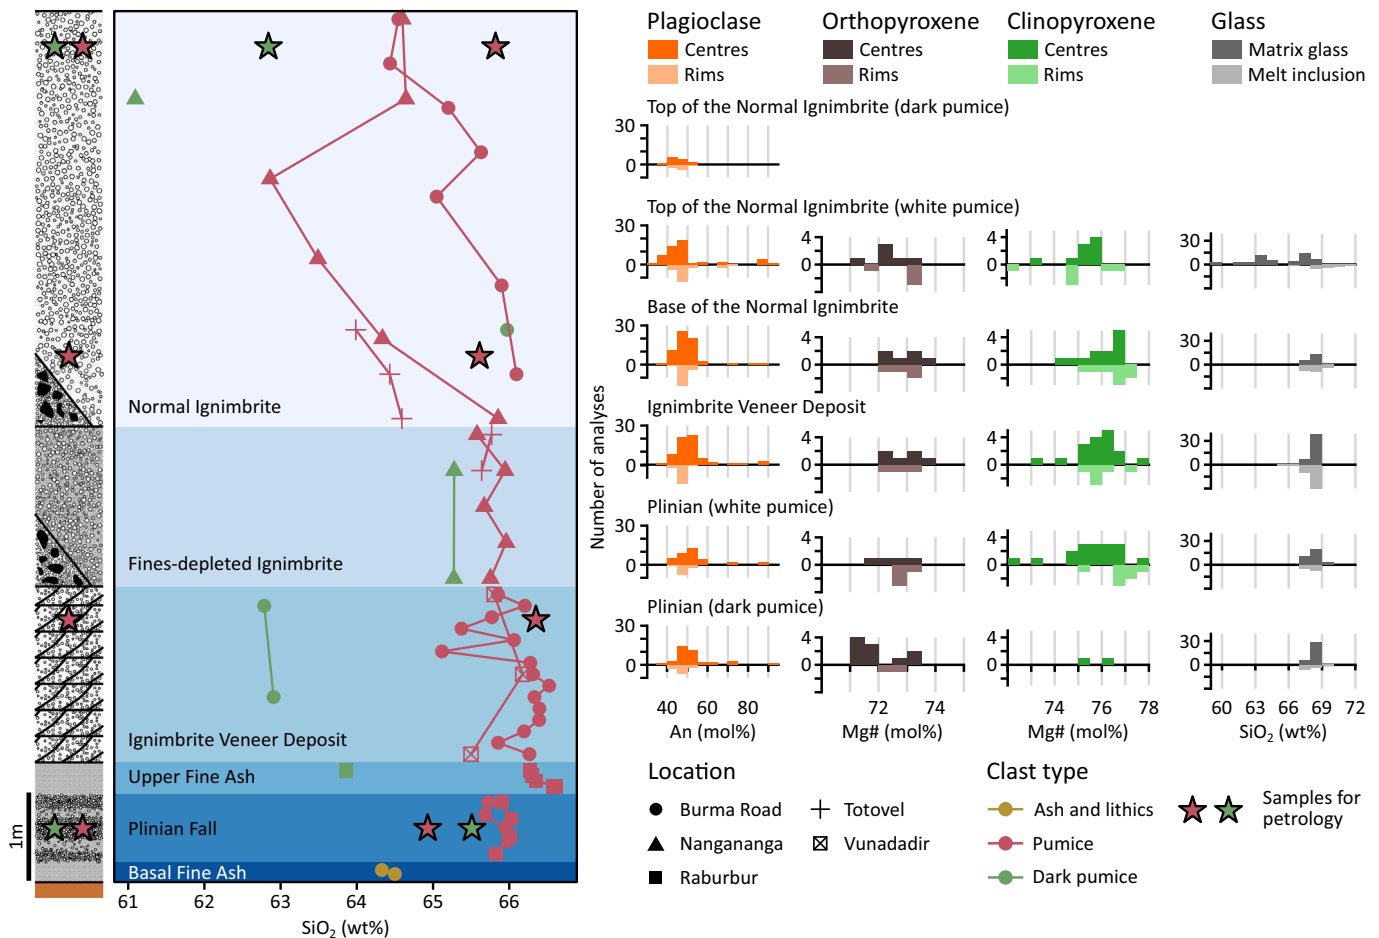 Normal Ignimbrite
Fines-depleted Ignimbrite
Ignimbrite Veneer Deposit
Upper Fine Ash
Plinian Fall
Basal Fine Ash
1m
61 62 63 64 65 66
SiO₂ (wt%)
Plagioclase Orthopyroxene Clinopyroxene Glass
Centres Centres Centres Matrix glass
Rims Rims Rims Melt inclusion
Number of analyses
Top of the Normal Ignimbrite (dark pumice)
30
0
Top of the Normal Ignimbrite (white pumice)
30 4 4 30
0 0 0 0
Base of the Normal Ignimbrite
30 4 4 30
0 0 0 0
Ignimbrite Veneer Deposit
30 4 4 30
0 0 0 0
Plinian (white pumice)
30 4 4 30
0 0 0 0
Plinian (dark pumice)
30 4 4 30
0 0 0 0
40 60 80 72 74 74 76 78 60 63 66 69 72
An (mol%) Mg# (mol%) Mg# (mol%) SiO₂ (wt%)
Location
Burma Road Totovel
Nangananga Vunadadir
Raburbur
Clast type
Ash and lithics
Pumice
Dark pumice
Samples for
petrology